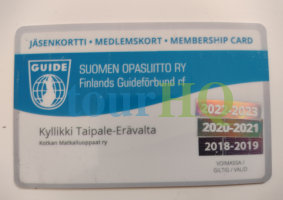 JÄSENKORTTI • MEDLEMSKORT • MEMBERSHIP CARD
GUIDE
SUOMEN OPASLIITTO RY
Finlands Guideförbund rf
tourHQ
Kyllikki Taipale-Erävalta
Kotkan Matkailuoppaat ry
2022-2023
2020-2021
2018-2019
VOIMASSA /
GILTIG / VALID